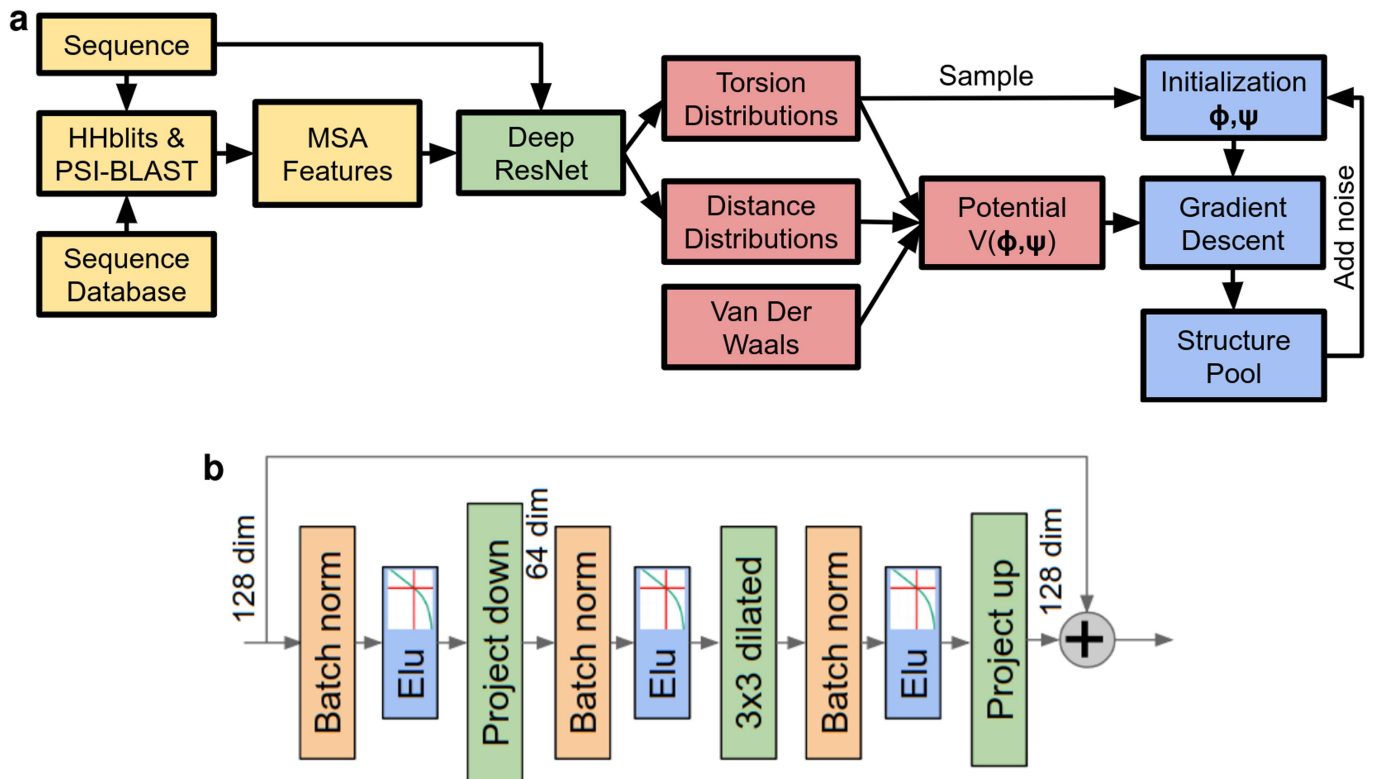 a
Sequence
HHblits &
PSI-BLAST
Sequence
Database
MSA
Features
Deep
ResNet
Torsion
Distributions
Distance
Distributions
Van Der
Waals
Sample
Potential
V(ϕ,ψ)
Initialization
ϕ,ψ
Gradient
Descent
Structure
Pool
Add noise
b
128 dim
Batch norm
Elu
Project down
64 dim
Batch norm
Elu
3x3 dilated
Batch norm
Elu
Project up
128 dim
+